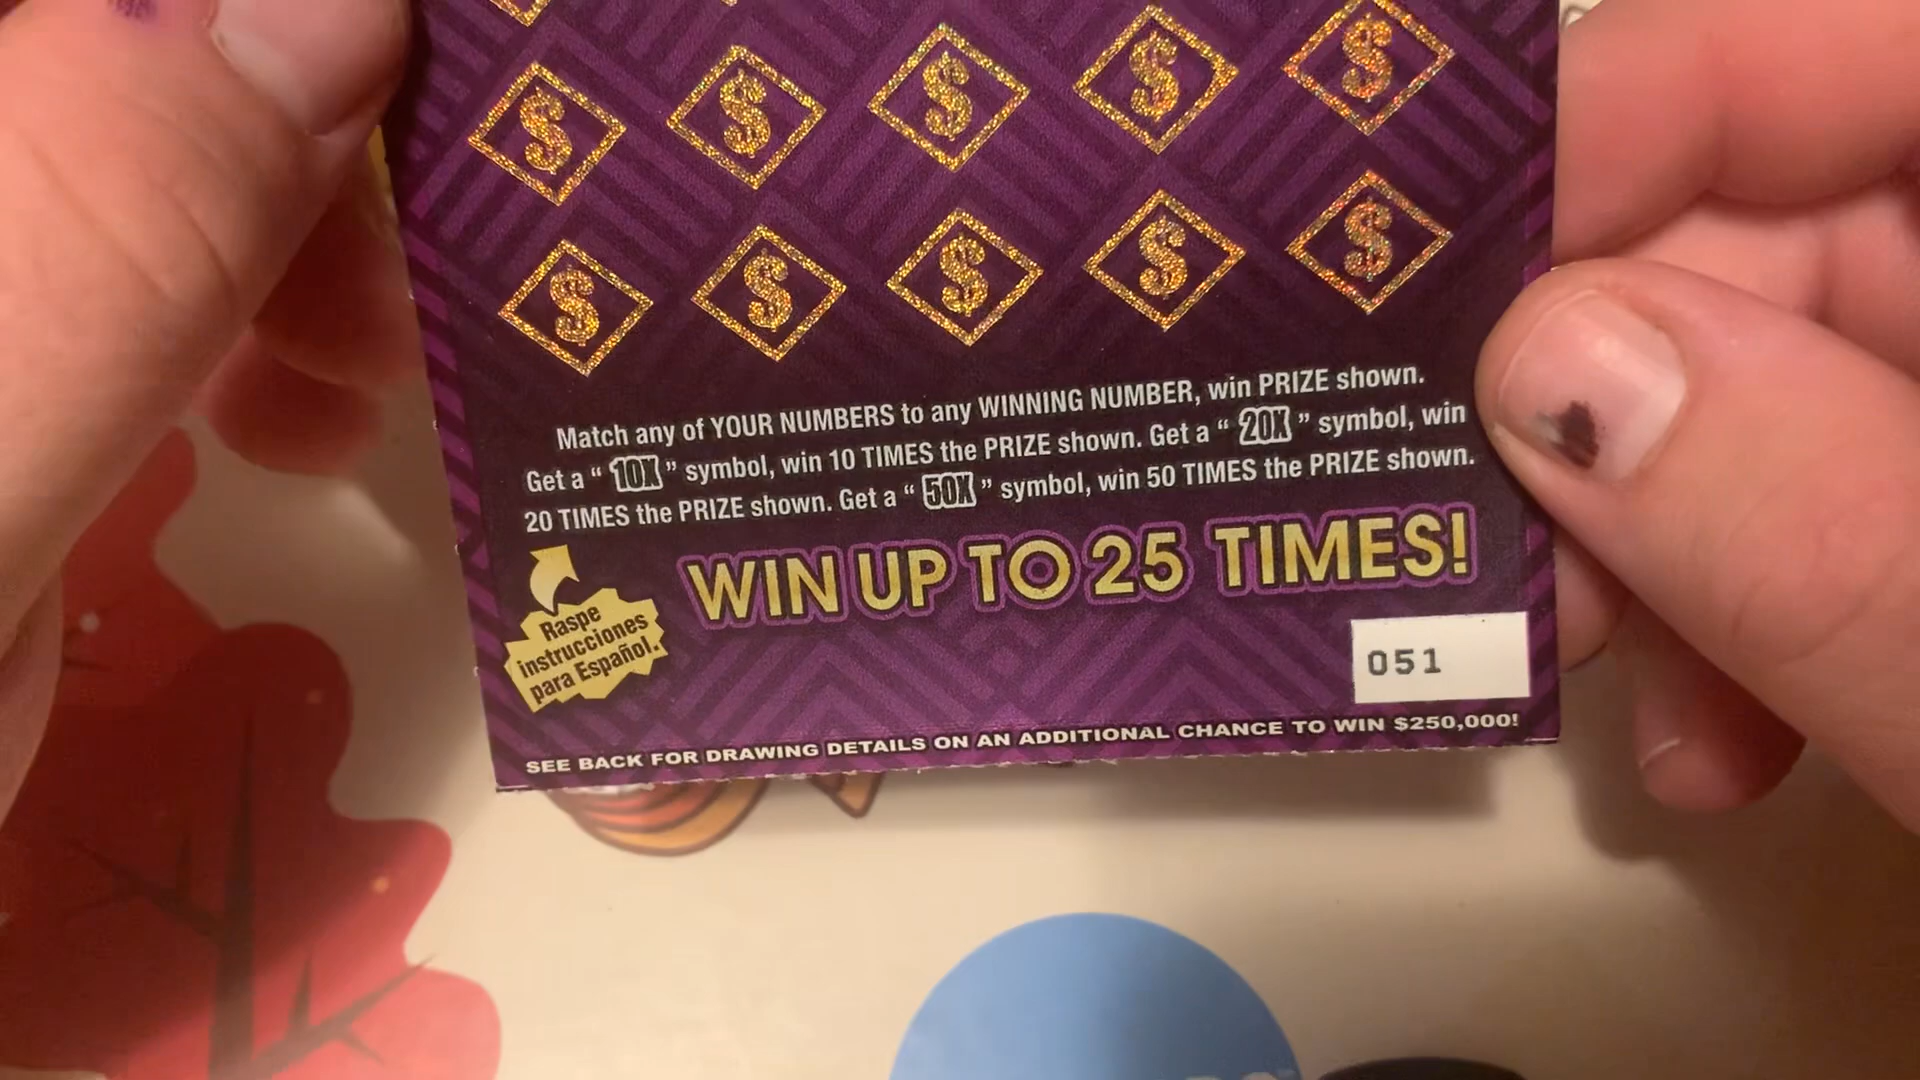 $ $ $ $ $
$ $ $ $ $
Match any of YOUR NUMBERS to any WINNING NUMBER, win PRIZE shown.
Get a “ 10X ” symbol, win 10 TIMES the PRIZE shown. Get a “ 20X ” symbol, win
20 TIMES the PRIZE shown. Get a “ 50X ” symbol, win 50 TIMES the PRIZE shown.
WIN UP TO 25 TIMES!
Raspe
instrucciones
para Español.
051
SEE BACK FOR DRAWING DETAILS ON AN ADDITIONAL CHANCE TO WIN $250,000!